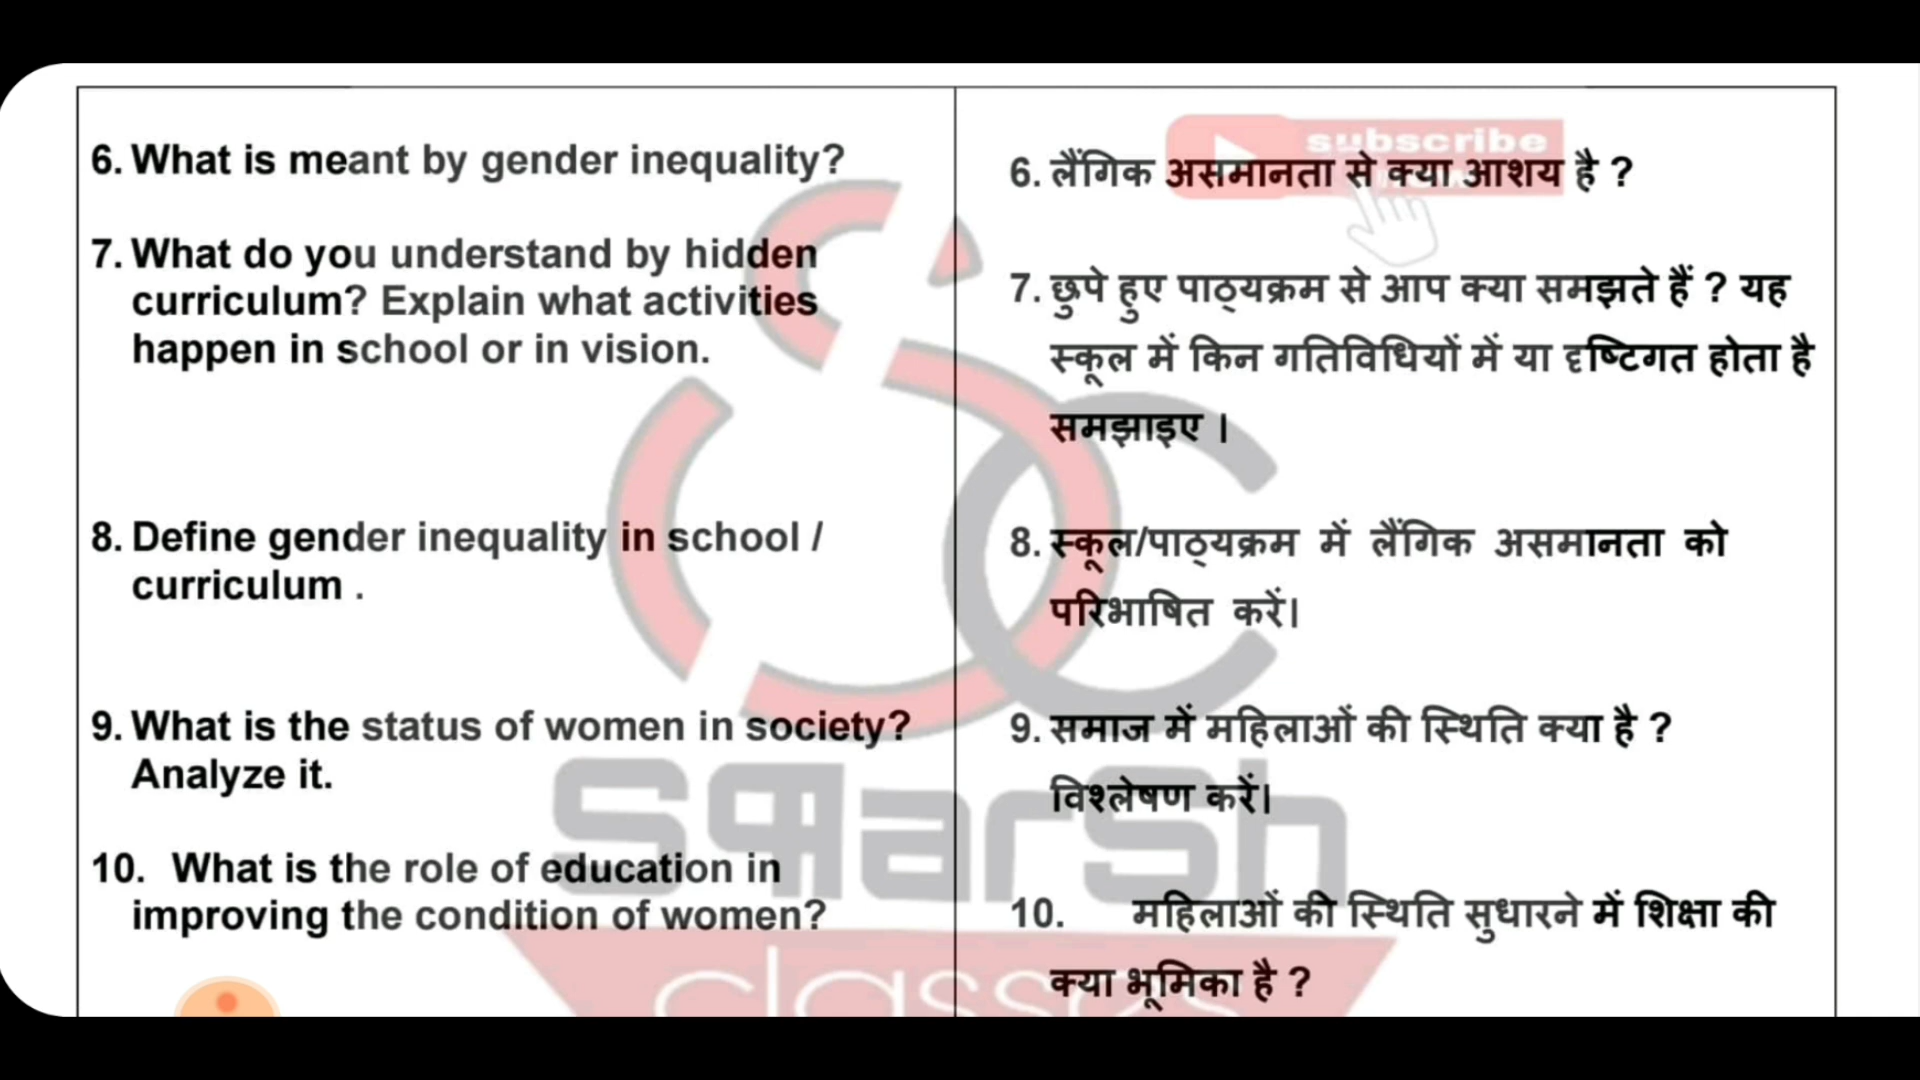 6. What is meant by gender inequality?
7. What do you understand by hidden
curriculum? Explain what activities
happen in school or in vision.
8. Define gender inequality in school /
curriculum .
9. What is the status of women in society?
Analyze it.
10. What is the role of education in
improving the condition of women?
subscribe
now
6. लैंगिक असमानता से क्या आशय है ?
7. छुपे हुए पाठ्यक्रम से आप क्या समझते हैं ? यह
स्कूल में किन गतिविधियों में या दृष्टिगत होता है
समझाइए ।
8. स्कूल/पाठ्यक्रम में लैंगिक असमानता को
परिभाषित करें।
9. समाज में महिलाओं की स्थिति क्या है ?
विश्लेषण करें।
10. महिलाओं की स्थिति सुधारने में शिक्षा की
क्या भूमिका है ?
Sparsh
classes